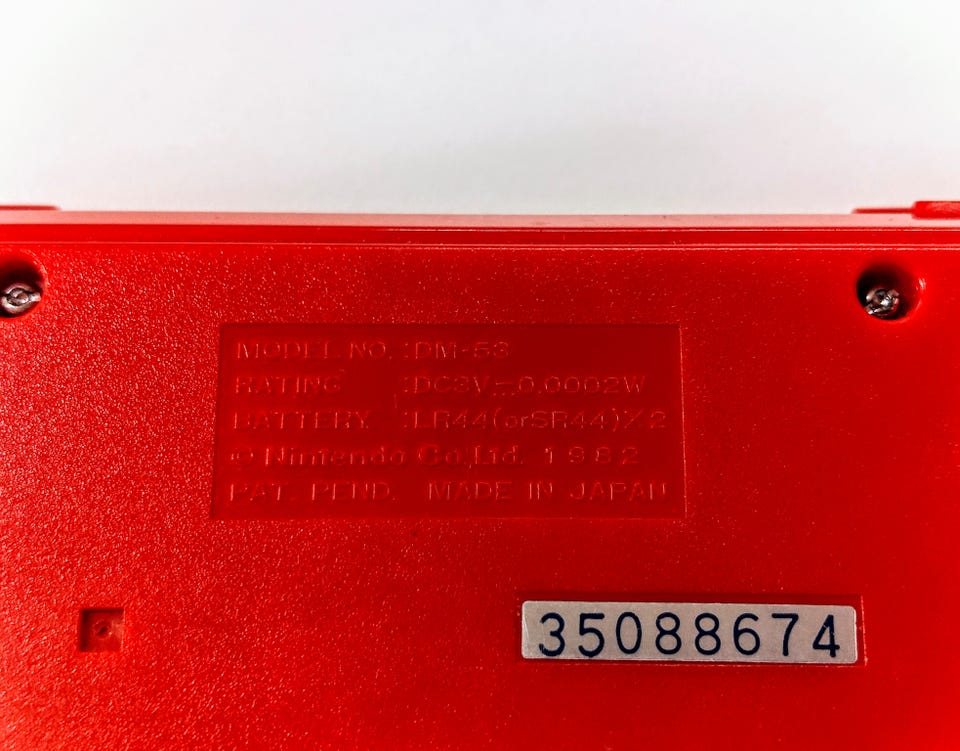 MODEL NO. :DM-53
RATING :DC3V⎓0.0002W
BATTERY :LR44(orSR44)×2
© Nintendo Co.,Ltd. 1982
PAT. PEND. MADE IN JAPAN
35088674